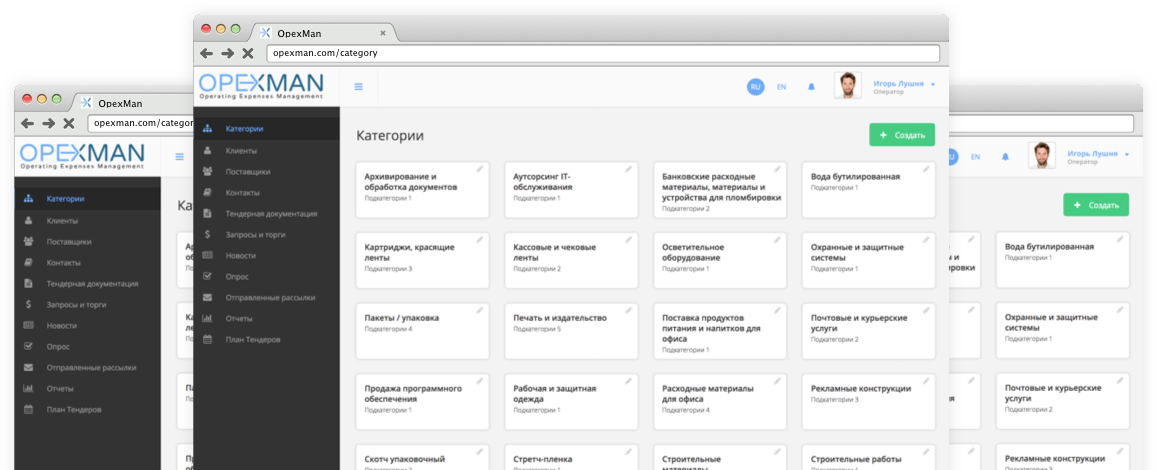 OpexMan
opexman.com/category
OPEXMAN
Operating Expenses Management
RU
EN
Игорь Лушня
Оператор
Категории
Клиенты
Поставщики
Контакты
Тендерная документация
Запросы и торги
Новости
Опрос
Отправленные рассылки
Отчеты
План Тендеров
Категории
+ Создать
Архивирование и
обработка документов
Подкатегории 1
Аутсорсинг IT-
обслуживания
Подкатегории 1
Банковские расходные
материалы, материалы и
устройства для пломбировки
Подкатегории 2
Вода бутилированная
Подкатегории 1
Картриджи, красящие
ленты
Подкатегории 3
Кассовые и чековые
ленты
Подкатегории 2
Осветительное
оборудование
Подкатегории 1
Охранные и защитные
системы
Подкатегории 1
Пакеты / упаковка
Подкатегории 4
Печать и издательство
Подкатегории 5
Поставка продуктов
питания и напитков для
офиса
Подкатегории 1
Почтовые и курьерские
услуги
Подкатегории 2
Продажа программного
обеспечения
Подкатегории 1
Рабочая и защитная
одежда
Подкатегории 1
Расходные материалы
для офиса
Подкатегории 4
Рекламные конструкции
Подкатегории 3
Скотч упаковочный
Стретч-пленка
Строительные
Строительные работы
OpexMan
opexman.com/categor
OPEXMAN
Operating Expenses Management
Категории
Клиенты
Поставщики
Контакты
Тендерная документация
Запросы и торги
Новости
Опрос
Отправленные рассылки
Отчеты
План Тендеров
Ка
EN
Игорь Лушня
Оператор
+ Создать
Вода бутилированная
Подкатегории 1
Охранные и защитные
системы
Подкатегории 1
Почтовые и курьерские
услуги
Подкатегории 2
Рекламные конструкции
Подкатегории 3